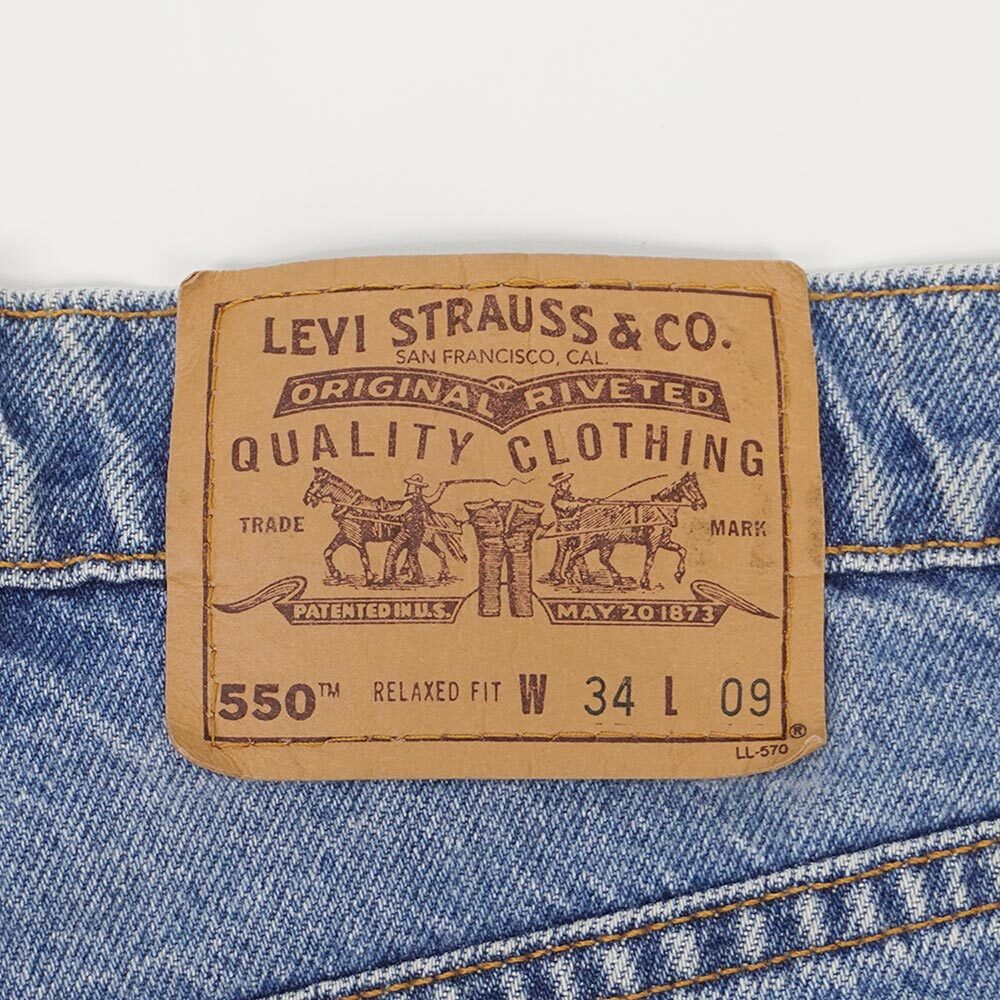 LEVI STRAUSS & CO.
SAN FRANCISCO, CAL.
ORIGINAL RIVETED
QUALITY CLOTHING
TRADE MARK
PATENTED IN U.S. MAY 20 1873
550™ RELAXED FIT W 34 L 09
®
LL-570